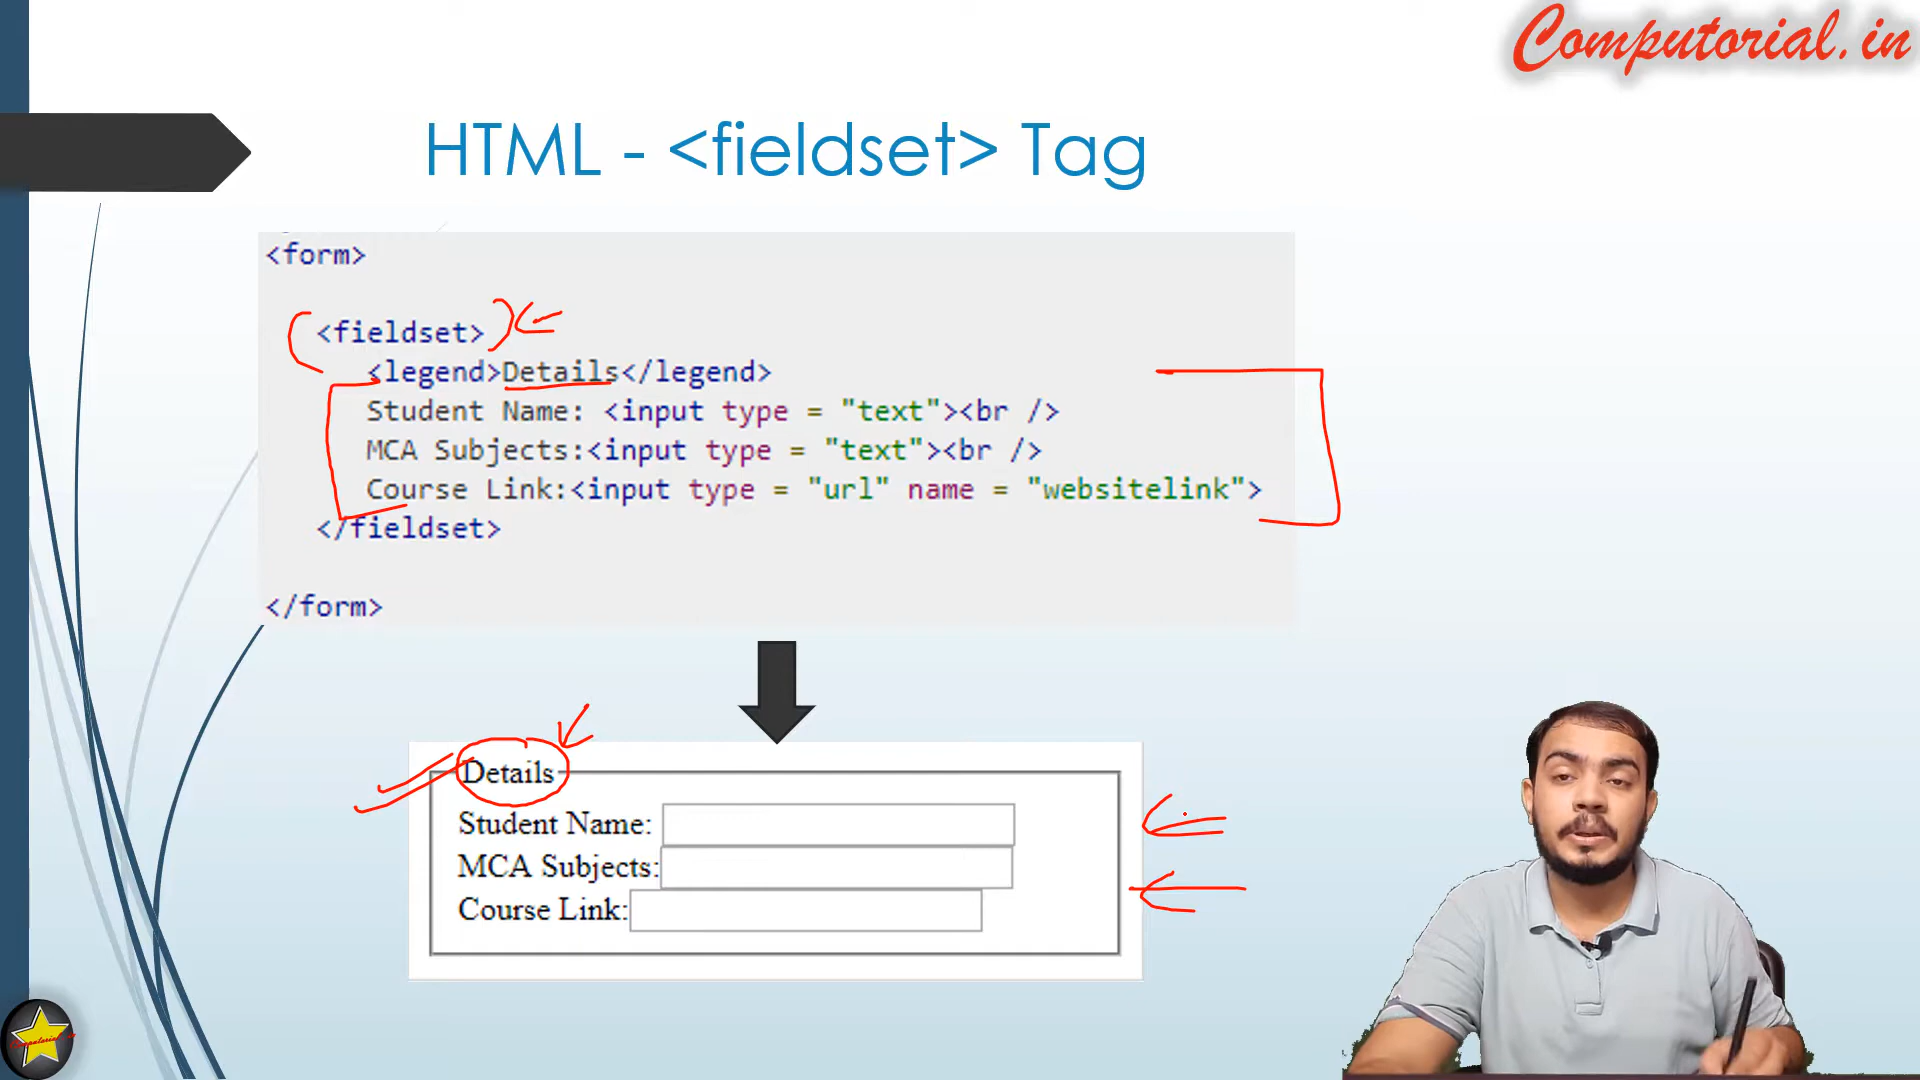 Computorial.in
HTML - <fieldset> Tag
<form>
<fieldset>
<legend>Details</legend>
Student Name: <input type = "text"><br />
MCA Subjects:<input type = "text"><br />
Course Link:<input type = "url" name = "websitelink">
</fieldset>
</form>
Details
Student Name:
MCA Subjects:
Course Link: